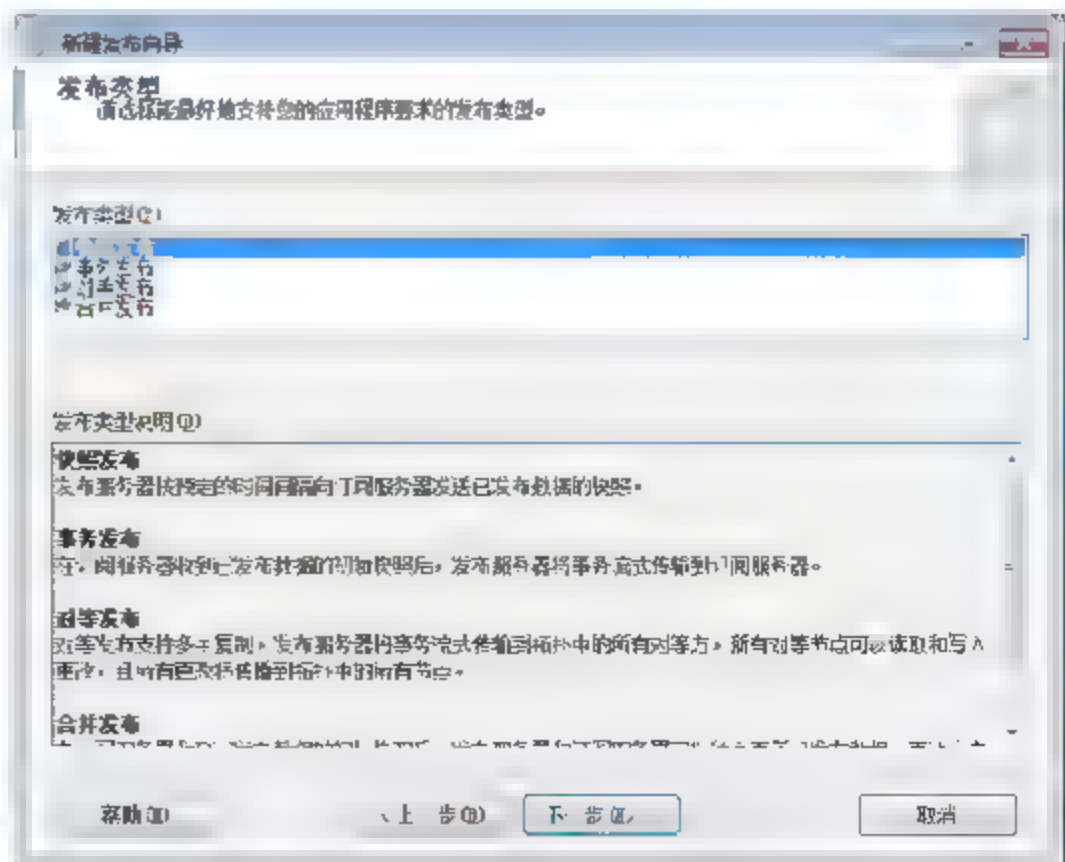 新建发布向导
发布类型
请选择能最好地支持您的应用程序要求的发布类型。
发布类型(P)
事务发布
对等发布
合并发布
发布类型说明(D)
快照发布
发布服务器按预定的时间间隔向订阅服务器发送已发布数据的快照。
事务发布
在订阅服务器收到已发布数据的初始快照后，发布服务器将事务流式传输到订阅服务器。
对等发布
对等发布支持多主复制。发布服务器将事务流式传输到拓扑中的所有对等方。所有对等节点可以读取和写入
更改，且所有更改将传播到拓扑中的所有节点。
合并发布
帮助(H)
<上一步(B)
下一步(N)
取消